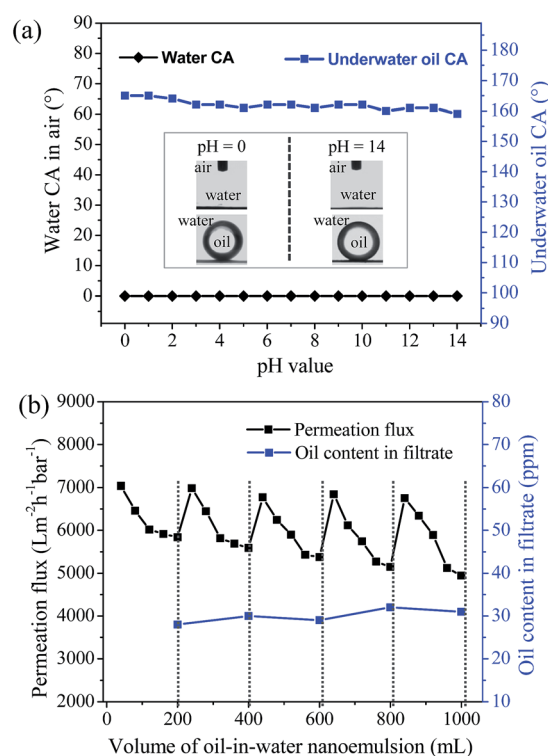 (a)
Water CA
Underwater oil CA
Water CA in air (°)
90
80
70
60
50
40
30
20
10
0
Underwater oil CA (°)
180
170
160
150
140
130
120
110
100
90
pH = 0
pH = 14
air
air
water
water
water
water
oil
oil
0 2 4 6 8 10 12 14
pH value
(b)
Permeation flux
Oil content in filtrate
Permeation flux (Lm⁻²h⁻¹bar⁻¹)
9000
8000
7000
6000
5000
4000
3000
2000
Oil content in filtrate (ppm)
80
70
60
50
40
30
20
10
0 200 400 600 800 1000
Volume of oil-in-water nanoemulsion (mL)